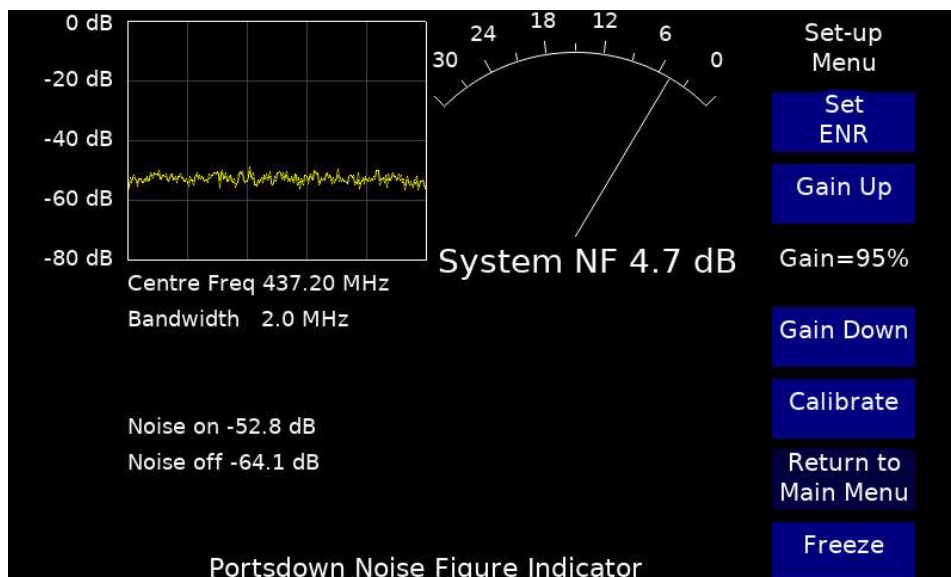 0 dB
-20 dB
-40 dB
-60 dB
-80 dB
30
24
18
12
6
0
System NF 4.7 dB
Centre Freq 437.20 MHz
Bandwidth 2.0 MHz
Noise on -52.8 dB
Noise off -64.1 dB
Portsdown Noise Figure Indicator
Set-up
Menu
Set
ENR
Gain Up
Gain=95%
Gain Down
Calibrate
Return to
Main Menu
Freeze